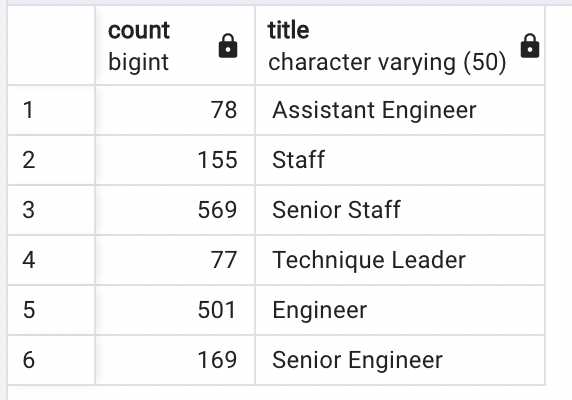 count title
bigint character varying (50)
1 78 Assistant Engineer
2 155 Staff
3 569 Senior Staff
4 77 Technique Leader
5 501 Engineer
6 169 Senior Engineer